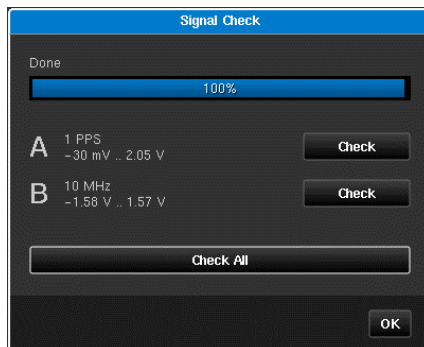 Signal Check
Done
100%
A
1 PPS
-30 mV .. 2.05 V
Check
B
10 MHz
-1.58 V .. 1.57 V
Check
Check All
OK